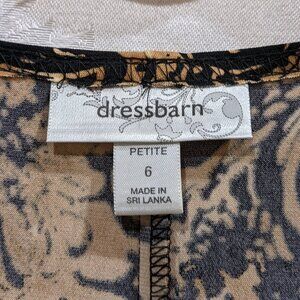 dressbarn
PETITE
6
MADE IN
SRI LANKA